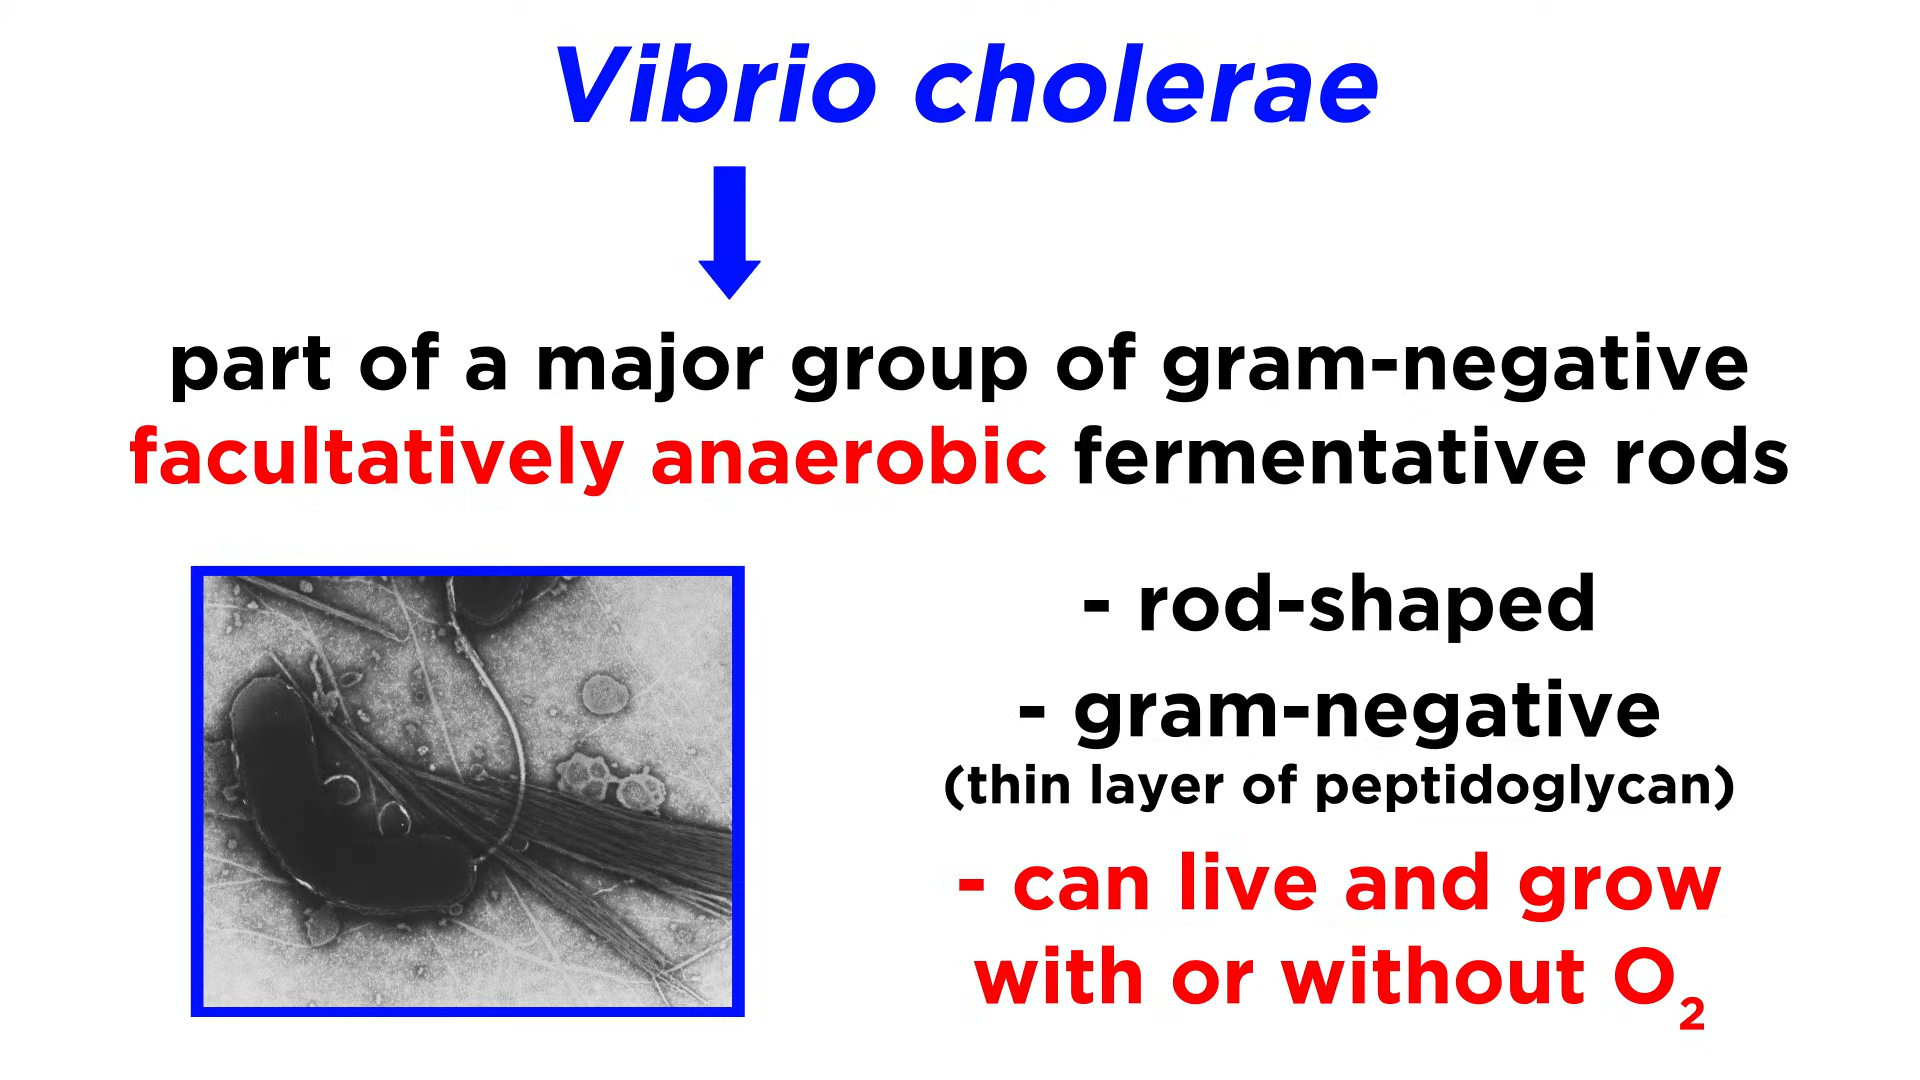 Vibrio cholerae
part of a major group of gram-negative
facultatively anaerobic fermentative rods
- rod-shaped
- gram-negative
(thin layer of peptidoglycan)
- can live and grow
with or without O₂